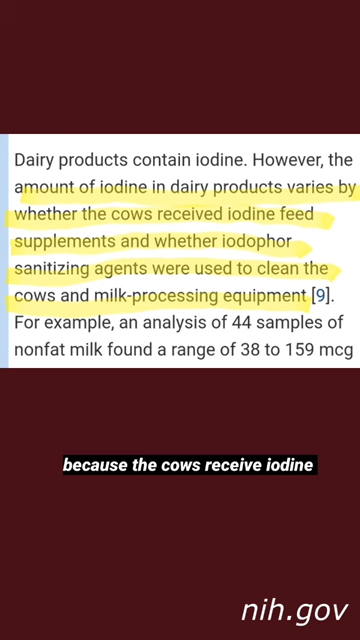 Dairy products contain iodine. However, the
amount of iodine in dairy products varies by
whether the cows received iodine feed
supplements and whether iodophor
sanitizing agents were used to clean the
cows and milk-processing equipment [9].
For example, an analysis of 44 samples of
nonfat milk found a range of 38 to 159 mcg
because the cows receive iodine
nih.gov